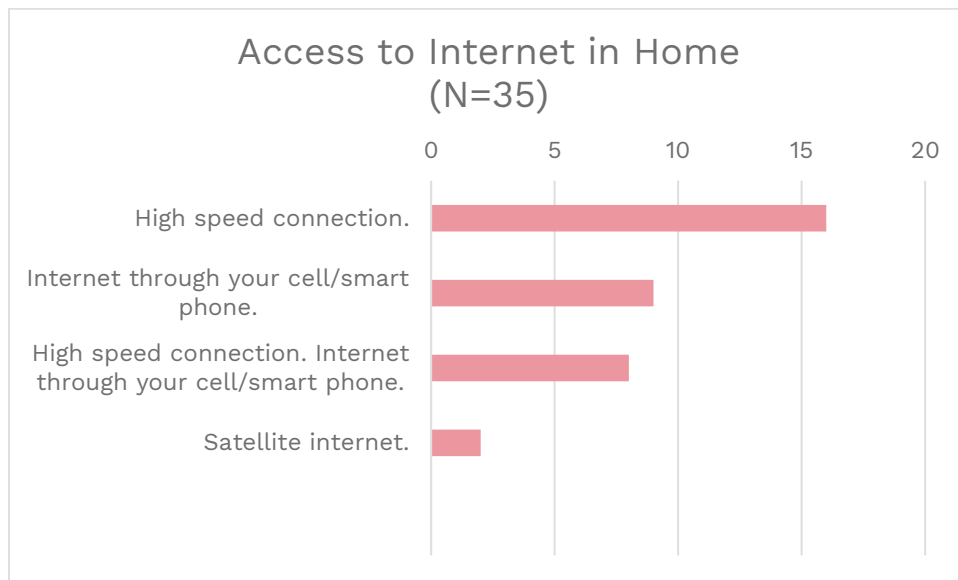 Access to Internet in Home
(N=35)
0 5 10 15 20
High speed connection.
Internet through your cell/smart
phone.
High speed connection. Internet
through your cell/smart phone.
Satellite internet.